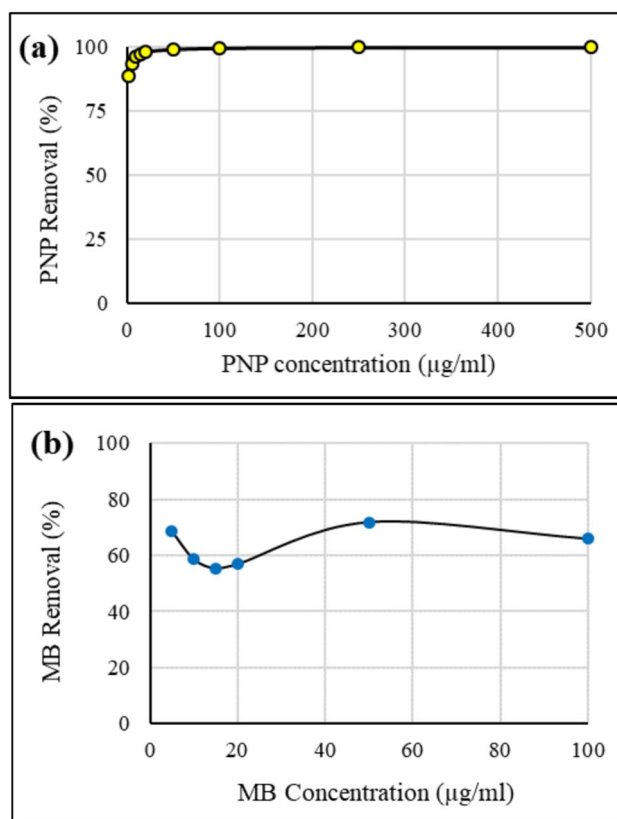 (a)
PNP Removal (%)
100
75
50
25
0
0 100 200 300 400 500
PNP concentration (µg/ml)
(b)
MB Removal (%)
100
80
60
40
20
0
0 20 40 60 80 100
MB Concentration (µg/ml)